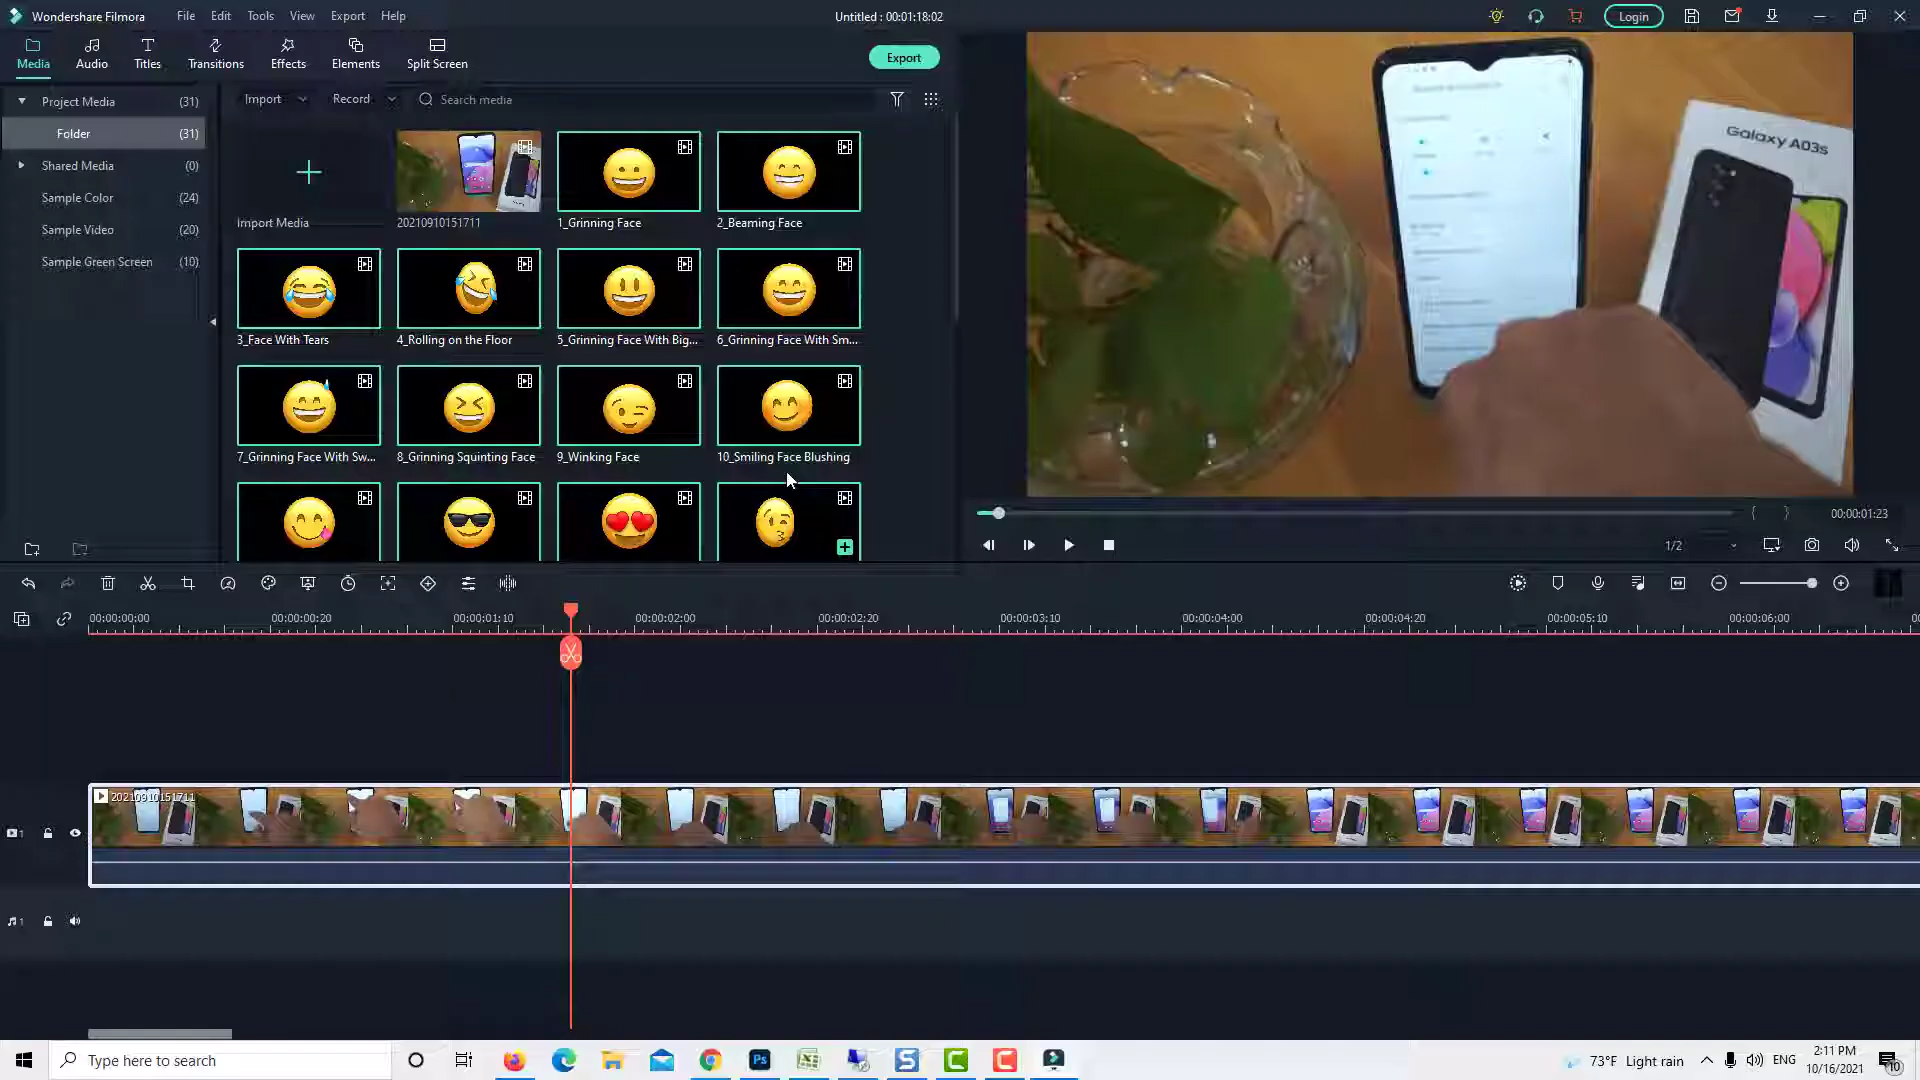 Wondershare Filmora
File Edit Tools View Export Help
Untitled : 00:01:18:02
Login
Media Audio Titles Transitions Effects Elements Split Screen
Export
Project Media (31)
Folder (31)
Shared Media (0)
Sample Color (24)
Sample Video (20)
Sample Green Screen (10)
Import Record Search media
Import Media 20210910151711 1_Grinning Face 2_Beaming Face
3_Face With Tears 4_Rolling on the Floor 5_Grinning Face With Big... 6_Grinning Face With Sm...
7_Grinning Face With Sw... 8_Grinning Squinting Face 9_Winking Face 10_Smiling Face Blushing
Galaxy A03s
00:00:01:23
1/2
00:00:00:00 00:00:00:20 00:00:01:10 00:00:02:00 00:00:02:20 00:00:03:10 00:00:04:00 00:00:04:20 00:00:05:10 00:00:06:00
20210910151711
1
1
Type here to search
Ps
S
73°F Light rain
ENG
2:11 PM
10/16/2021
10